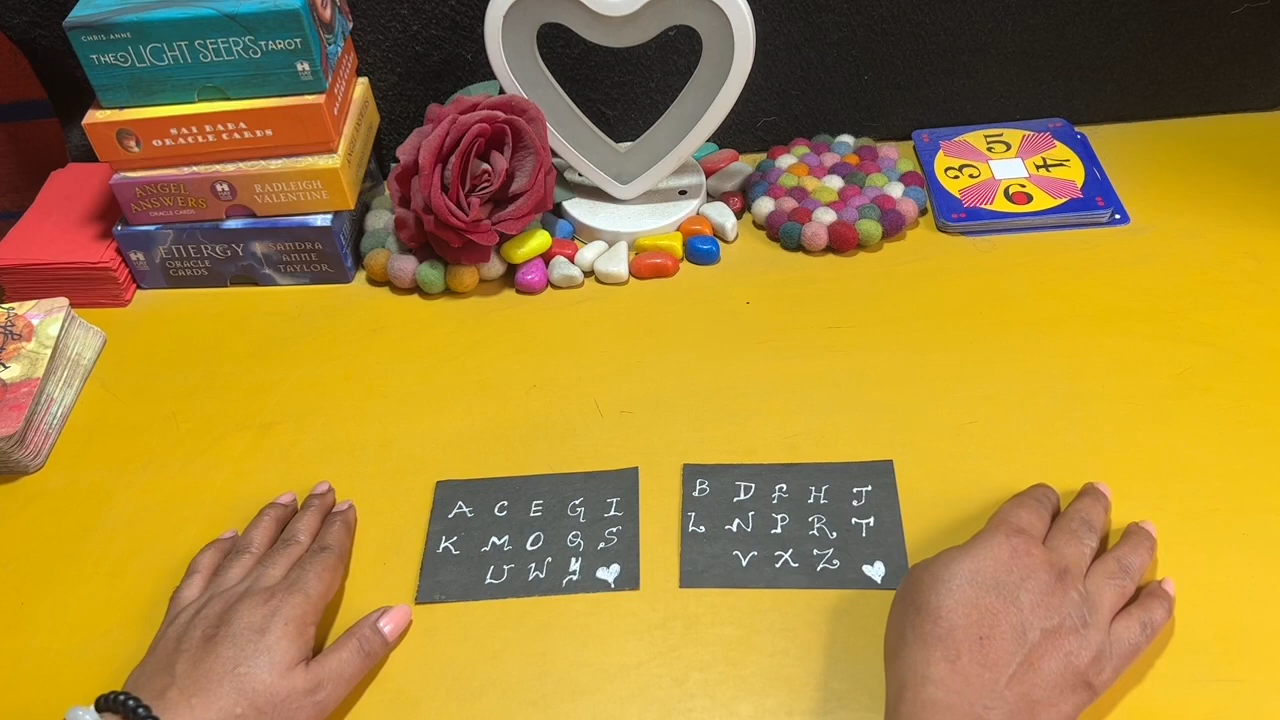 CHRIS-ANNE
THE LIGHT SEER'S TAROT
SAI BABA
ORACLE CARDS
ANGEL
ANSWERS
ORACLE CARDS
RADLEIGH
VALENTINE
ENERGY
ORACLE
CARDS
SANDRA
ANNE
TAYLOR
3 5 4 6
A C E G I
K M O Q S
U W Y
B D F H J
L N P R T
V X Z